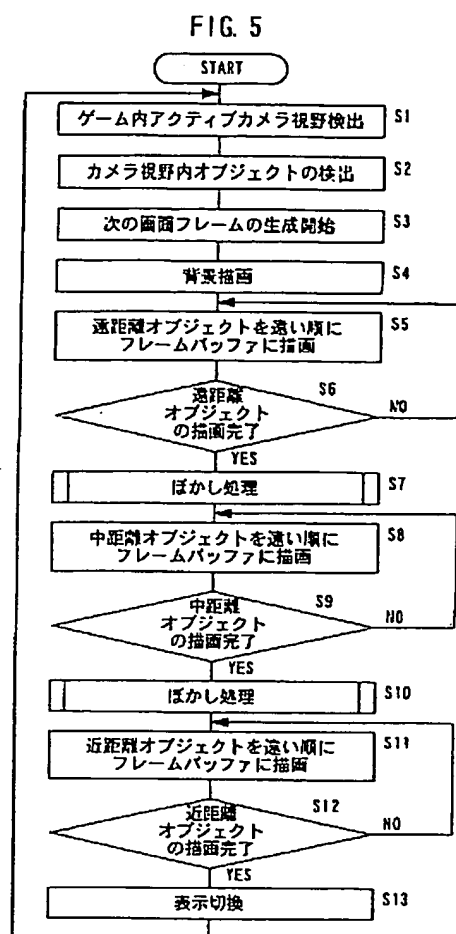 FIG. 5
START
ゲーム内アクティブカメラ視野検出
S1
カメラ視野内オブジェクトの検出
S2
次の画面フレームの生成開始
S3
背景描画
S4
遠距離オブジェクトを遠い順に
フレームバッファに描画
S5
遠距離
オブジェクト
の描画完了
S6
NO
YES
ぼかし処理
S7
中距離オブジェクトを遠い順に
フレームバッファに描画
S8
中距離
オブジェクト
の描画完了
S9
NO
YES
ぼかし処理
S10
近距離オブジェクトを遠い順に
フレームバッファに描画
S11
近距離
オブジェクト
の描画完了
S12
NO
YES
表示切換
S13